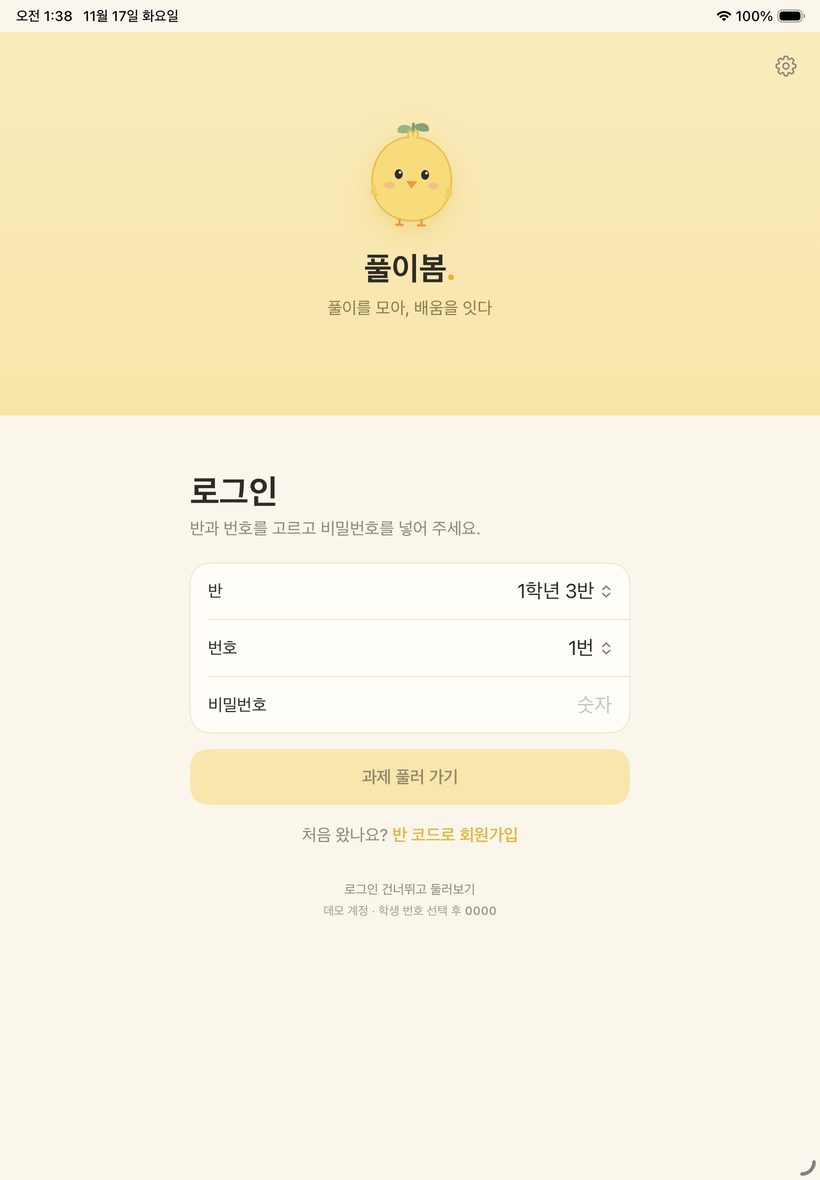 오전 1:38 11월 17일 화요일 100%
풀이봄.
풀이를 모아, 배움을 잇다
로그인
반과 번호를 고르고 비밀번호를 넣어 주세요.
반 1학년 3반
번호 1번
비밀번호 숫자
과제 풀러 가기
처음 왔나요? 반 코드로 회원가입
로그인 건너뛰고 둘러보기
데모 계정 · 학생 번호 선택 후 0000